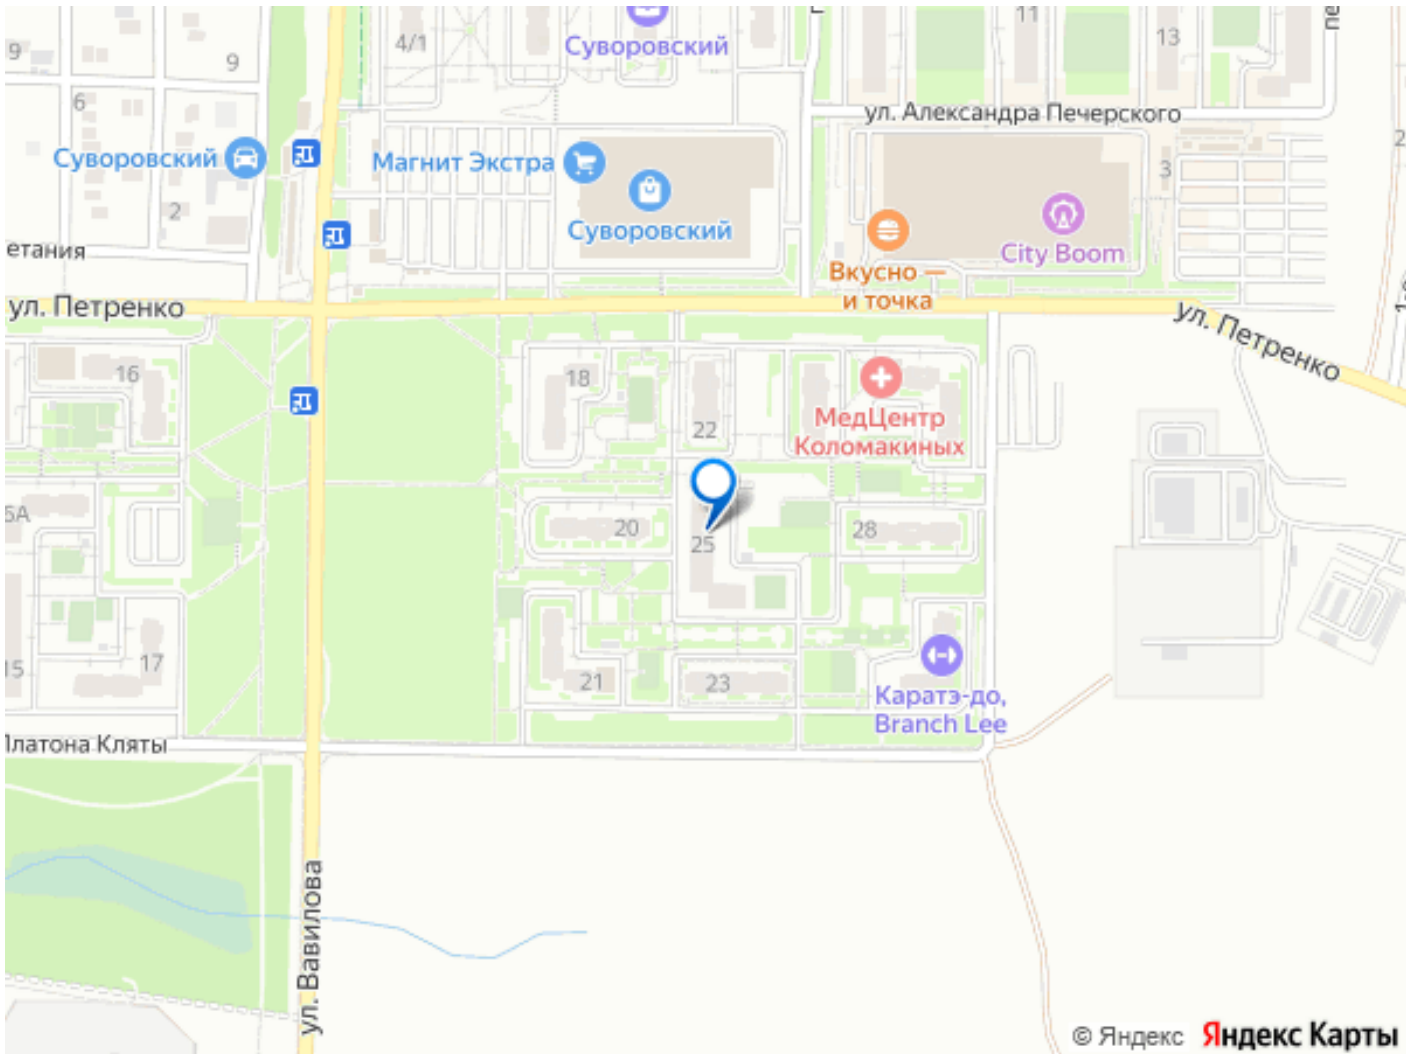 Суворовский
4/1
11
13
9
9
6
ул. Александра Печерского
Суворовский
Магнит Экстра
3
2
2
Суворовский
City Boom
етания
Вкусно —
и точка
ул. Петренко
ул. Петренко
16
18
МедЦентр
Коломакиных
22
6А
20
25
28
15
17
21
23
Каратэ-до,
Branch Lee
Платона Кляты
ул. Вавилова
© Яндекс Яндекс Карты